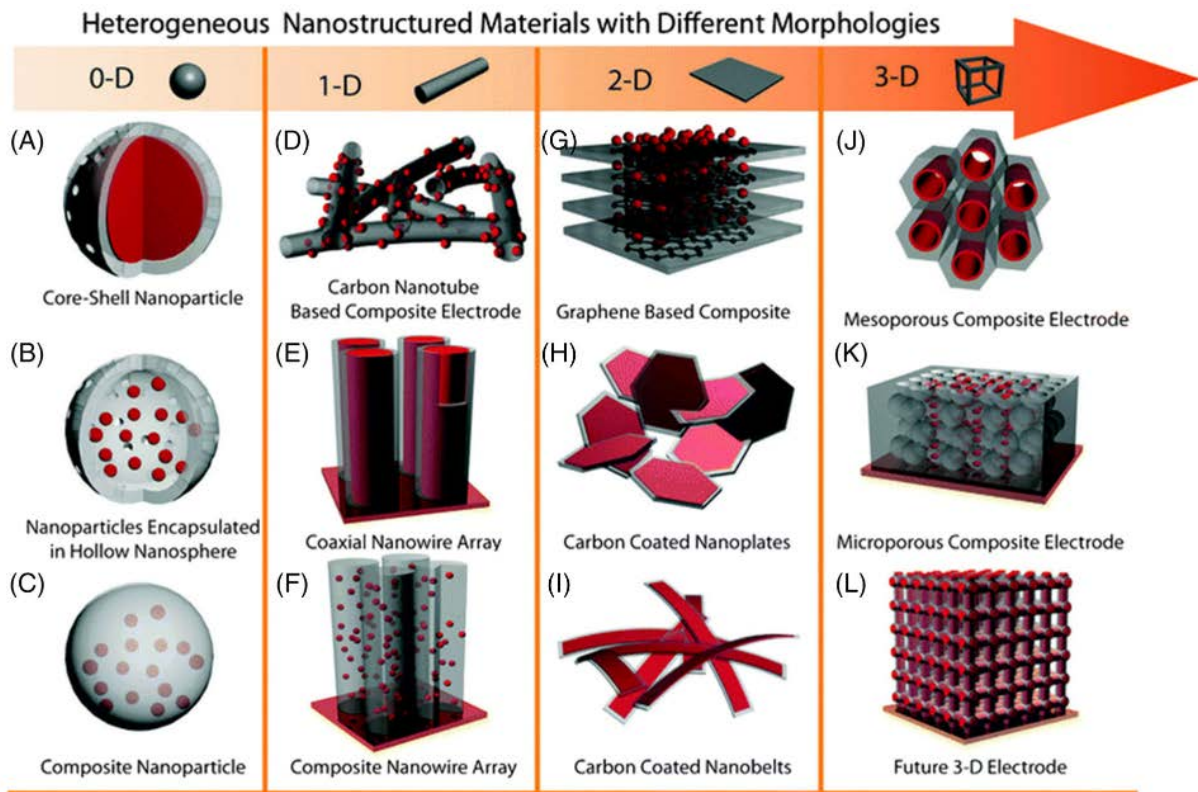 Heterogeneous Nanostructured Materials with Different Morphologies
0-D
1-D
2-D
3-D
(A)
Core-Shell Nanoparticle
(B)
Nanoparticles Encapsulated
in Hollow Nanosphere
(C)
Composite Nanoparticle
(D)
Carbon Nanotube
Based Composite Electrode
(E)
Coaxial Nanowire Array
(F)
Composite Nanowire Array
(G)
Graphene Based Composite
(H)
Carbon Coated Nanoplates
(I)
Carbon Coated Nanobelts
(J)
Mesoporous Composite Electrode
(K)
Microporous Composite Electrode
(L)
Future 3-D Electrode